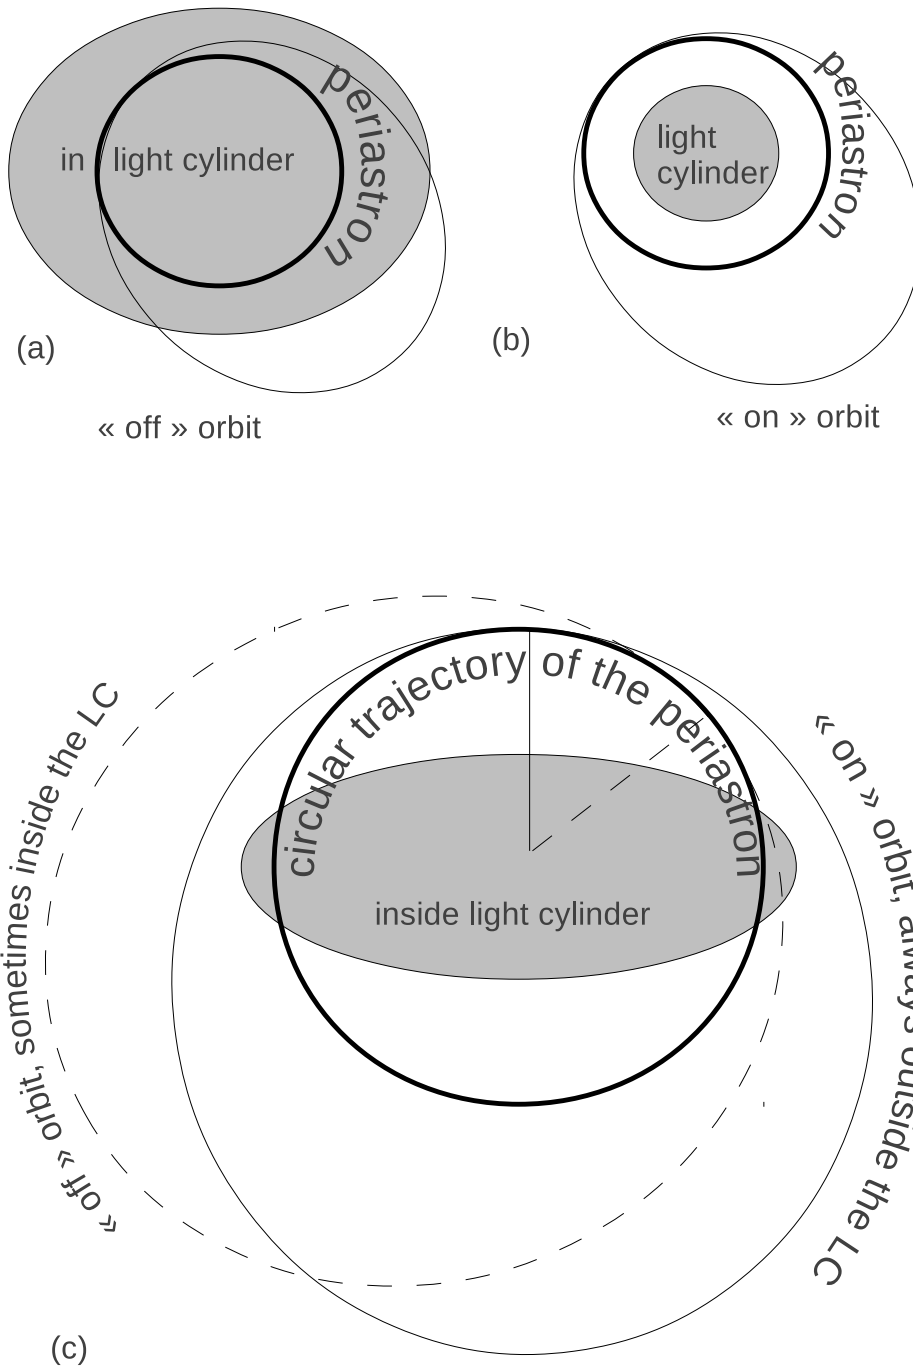 periastron
in light cylinder
(a)
« off » orbit
periastron
light
cylinder
(b)
« on » orbit
circular trajectory of the periastron
inside light cylinder
« off » orbit, sometimes inside the LC
« on » orbit, always outside the LC
(c)